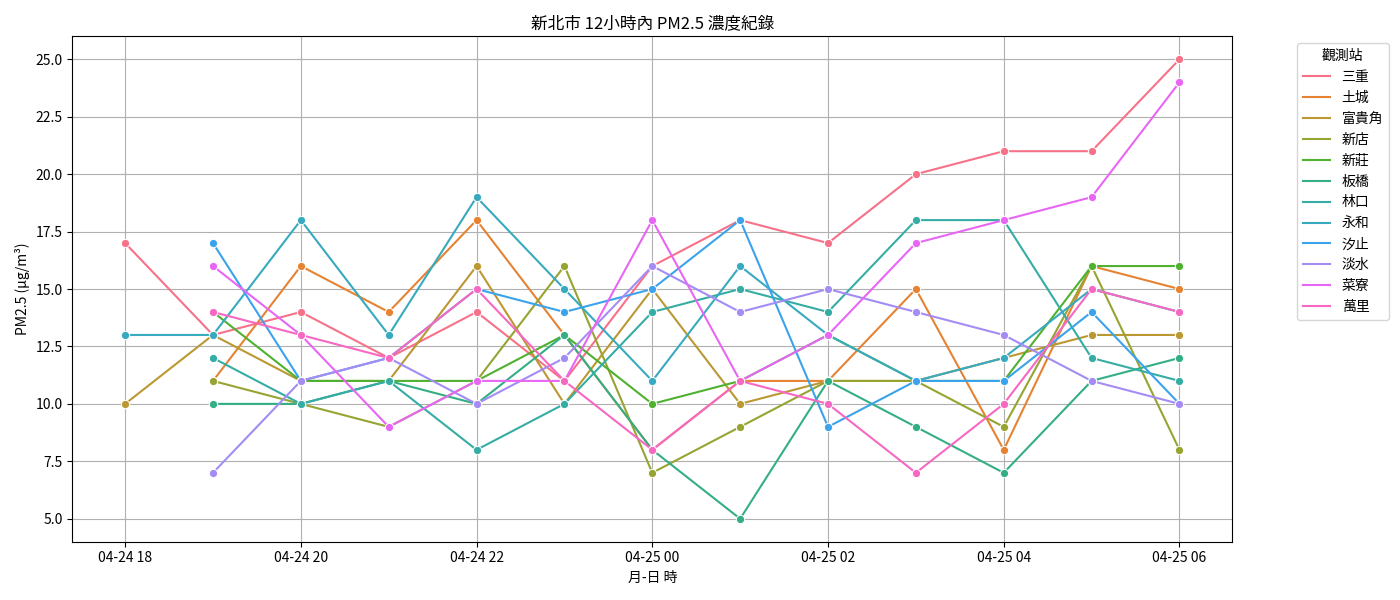 新北市 12小時內 PM2.5 濃度紀錄
PM2.5 (μg/m³)
25.0
22.5
20.0
17.5
15.0
12.5
10.0
7.5
5.0
04-24 18
04-24 20
04-24 22
04-25 00
04-25 02
04-25 04
04-25 06
月-日 時
觀測站
三重
土城
富貴角
新店
新莊
板橋
林口
永和
汐止
淡水
菜寮
萬里